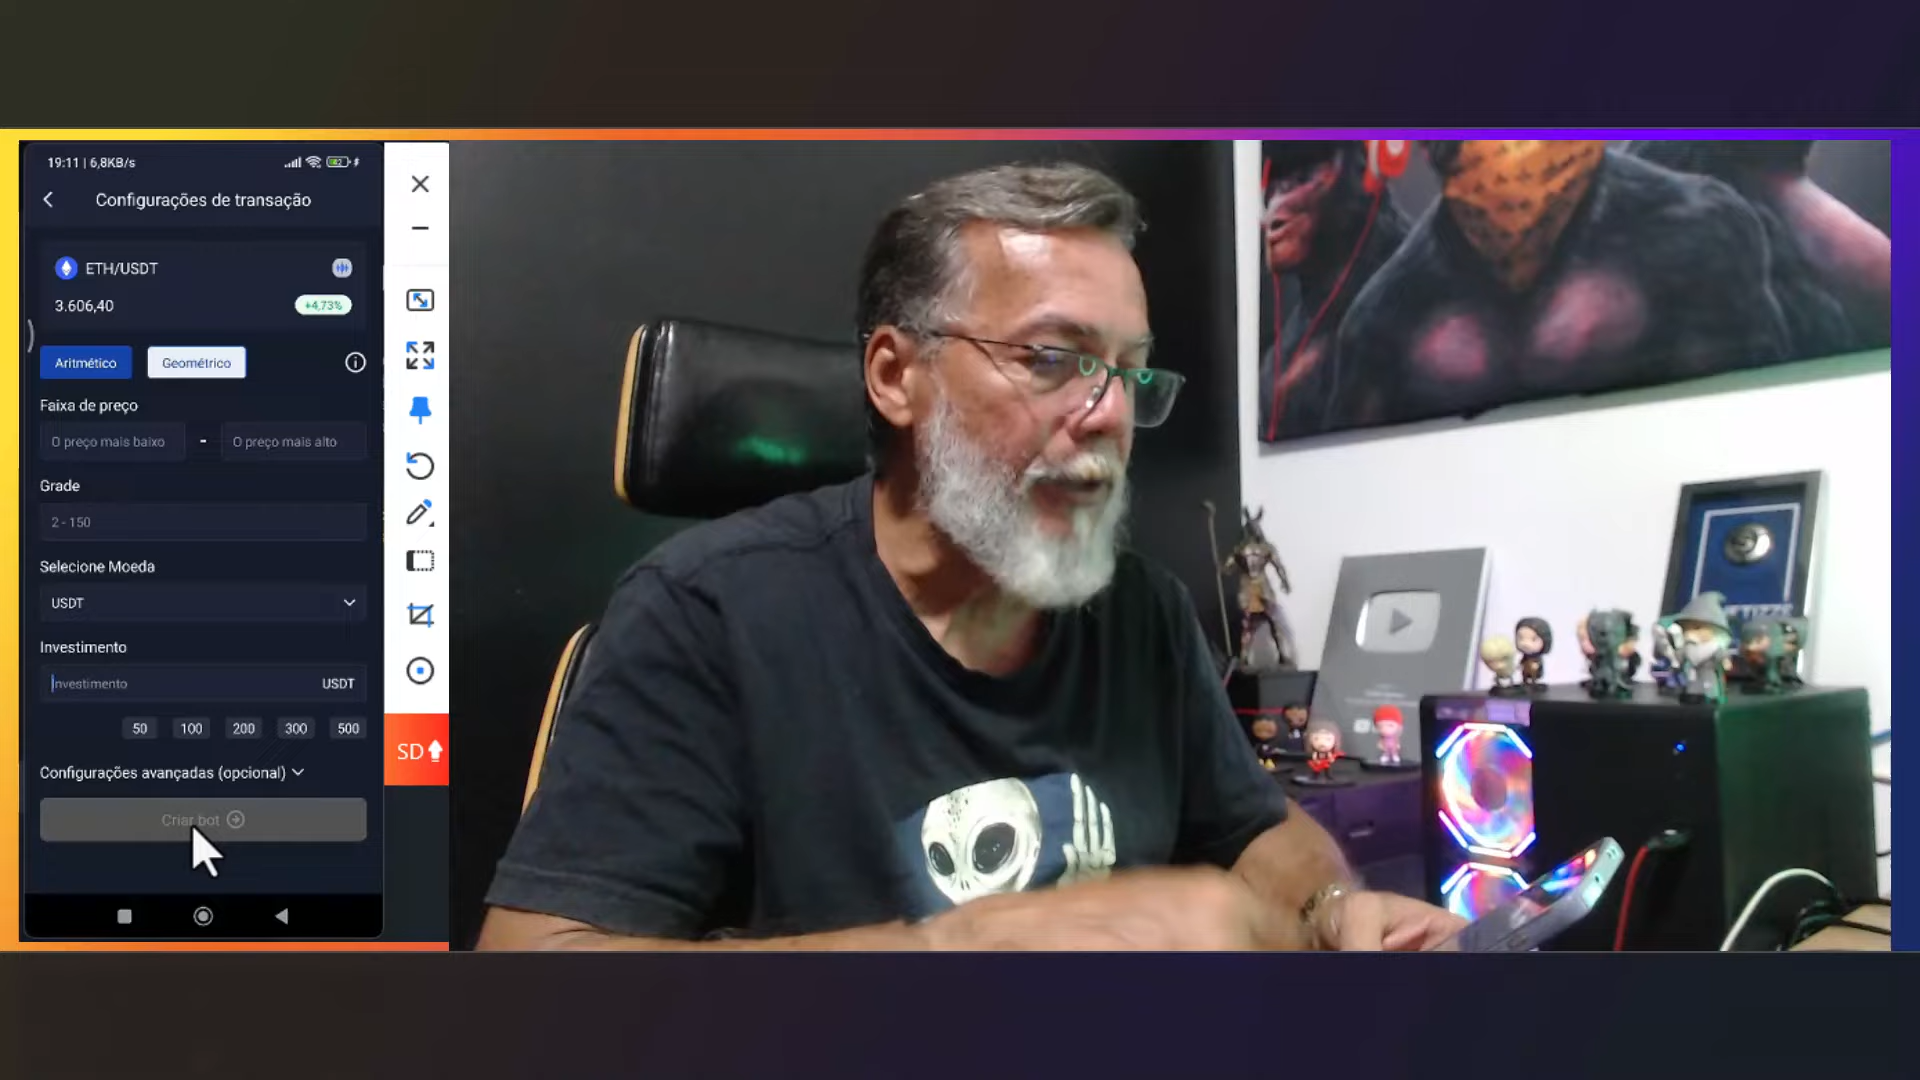 19:11 | 6,8KB/s
Configurações de transação
ETH/USDT
3.606,40
+4,73%
Aritmético
Geométrico
Faixa de preço
O preço mais baixo - O preço mais alto
Grade
2 - 150
Selecione Moeda
USDT
Investimento
Investimento USDT
50 100 200 300 500
Configurações avançadas (opcional)
Criar bot
SD